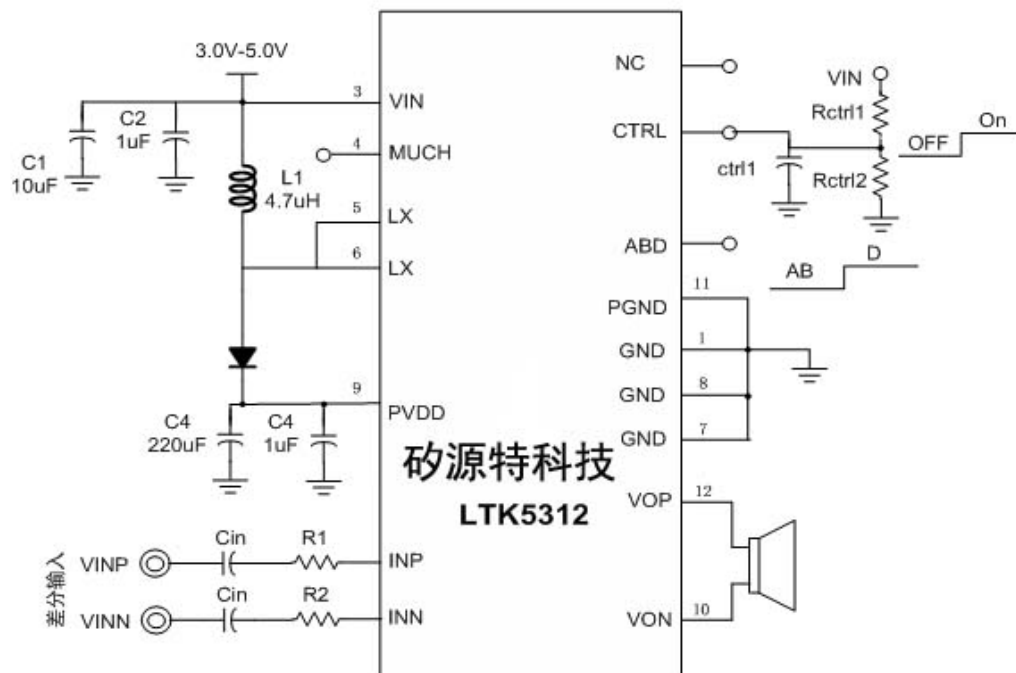 3.0V-5.0V
C1
10uF
C2
1uF
L1
4.7uH
3
VIN
4
MUCH
5
LX
6
LX
9
PVDD
C4
220uF
C4
1uF
差分输入
VINP
Cin
R1
INP
VINN
Cin
R2
INN
矽源特科技
LTK5312
NC
CTRL
ctrl1
VIN
Rctrl1
Rctrl2
OFF
On
ABD
AB
D
11
PGND
1
GND
8
GND
7
GND
12
VOP
10
VON